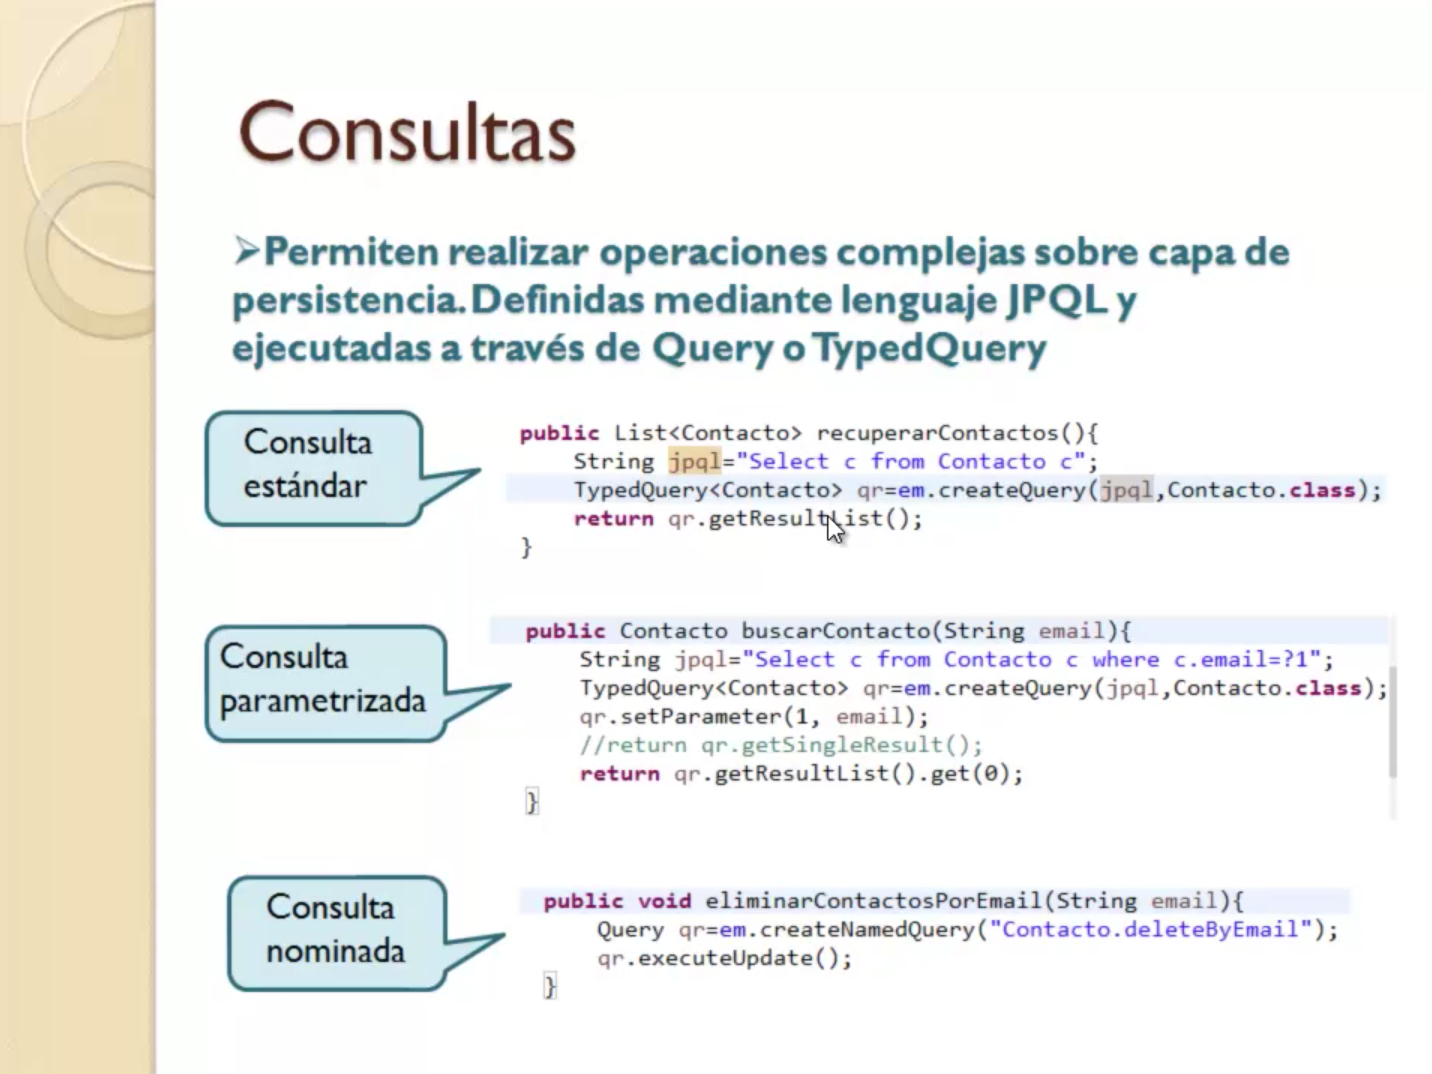 Consultas
➢Permiten realizar operaciones complejas sobre capa de
persistencia. Definidas mediante lenguaje JPQL y
ejecutadas a través de Query o TypedQuery
Consulta
estándar
public List<Contacto> recuperarContactos(){
String jpql="Select c from Contacto c";
TypedQuery<Contacto> qr=em.createQuery(jpql,Contacto.class);
return qr.getResultList();
}
Consulta
parametrizada
public Contacto buscarContacto(String email){
String jpql="Select c from Contacto c where c.email=?1";
TypedQuery<Contacto> qr=em.createQuery(jpql,Contacto.class);
qr.setParameter(1, email);
//return qr.getSingleResult();
return qr.getResultList().get(0);
}
Consulta
nominada
public void eliminarContactosPorEmail(String email){
Query qr=em.createNamedQuery("Contacto.deleteByEmail");
qr.executeUpdate();
}